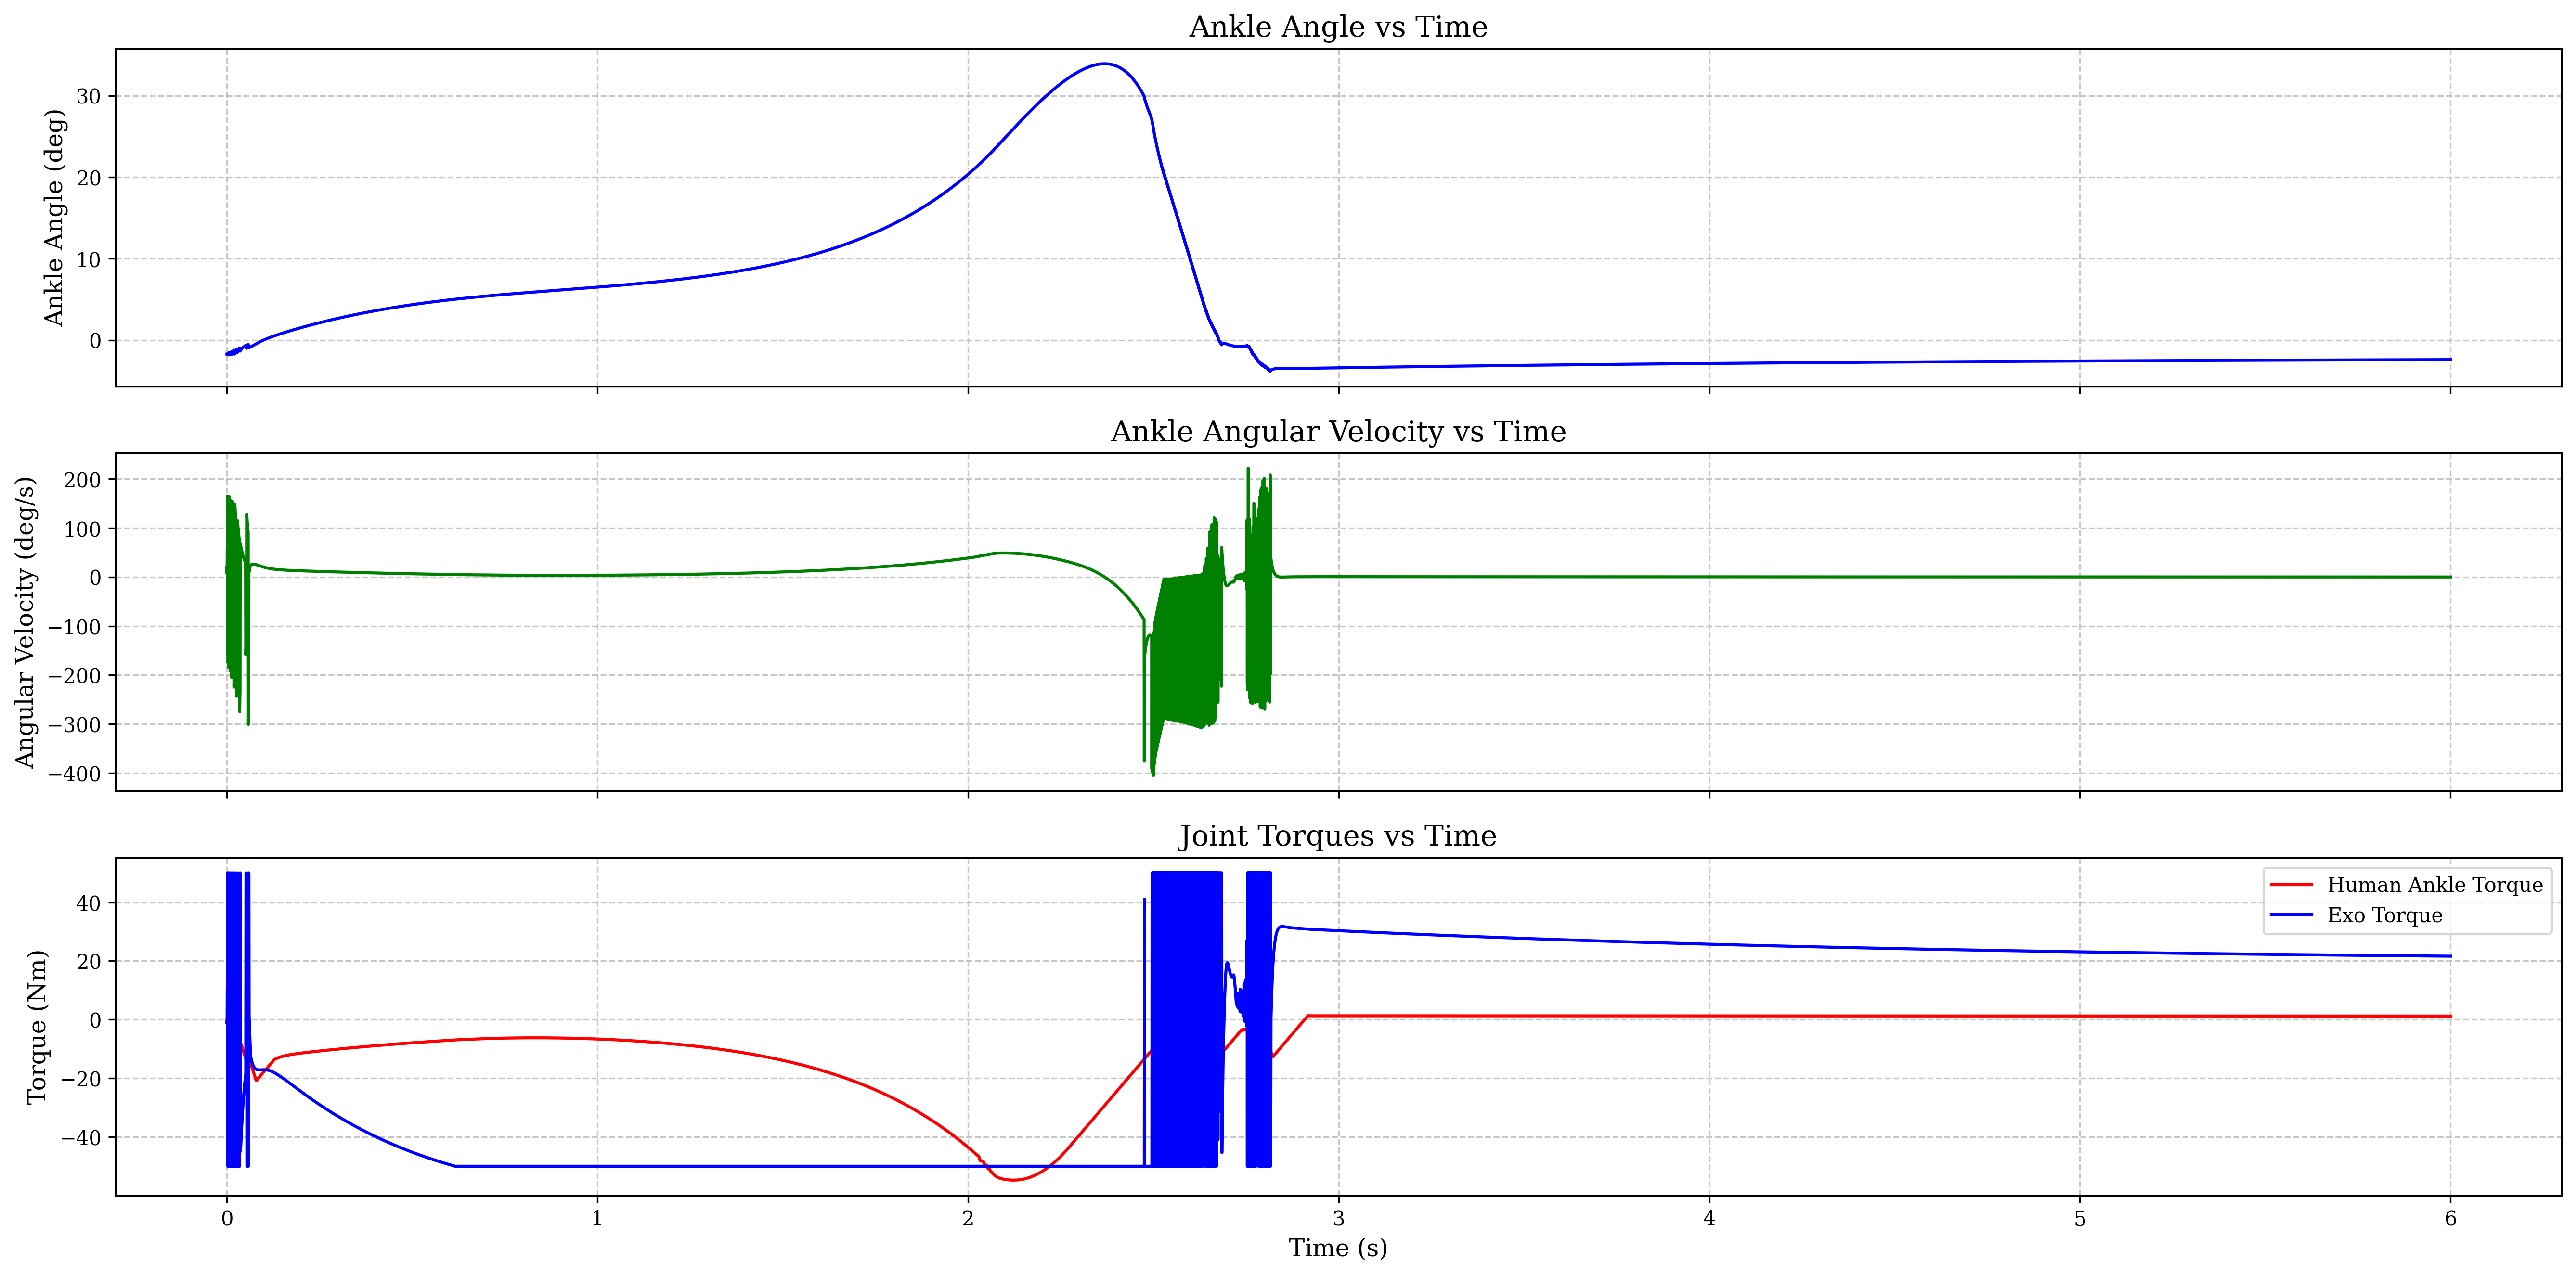 Ankle Angle vs Time
Ankle Angle (deg)
30
20
10
0
Ankle Angular Velocity vs Time
Angular Velocity (deg/s)
200
100
0
−100
−200
−300
−400
Joint Torques vs Time
Torque (Nm)
40
20
0
−20
−40
Human Ankle Torque
Exo Torque
0 1 2 3 4 5 6
Time (s)